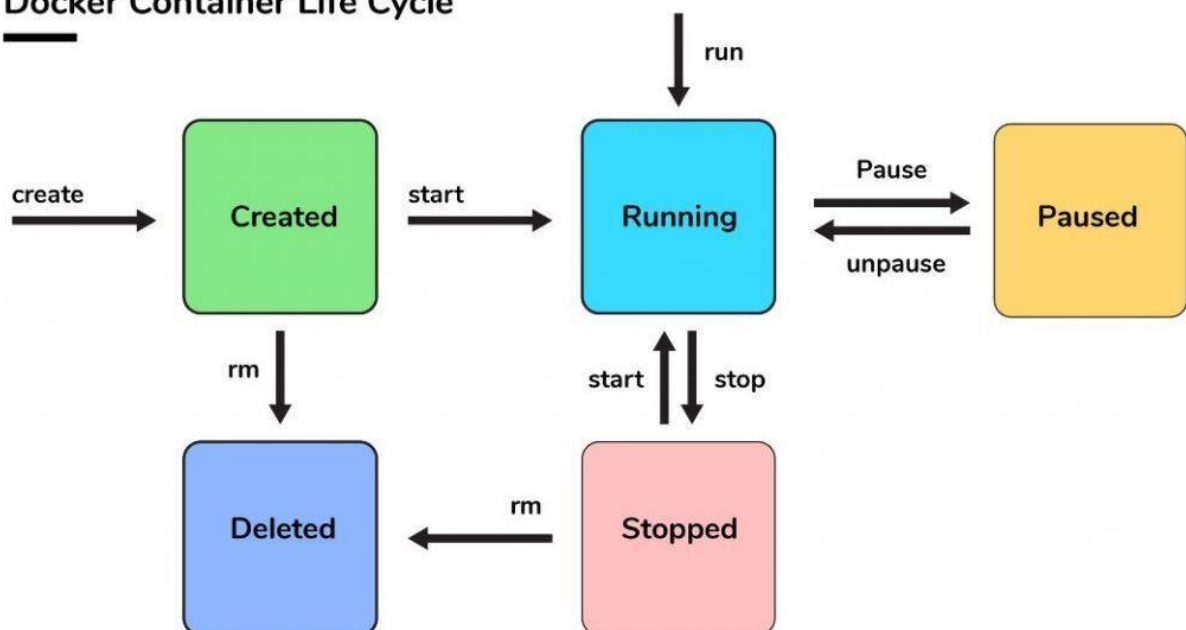 Docker Container Life Cycle
run
create
Created
start
Running
Pause
unpause
Paused
rm
start
stop
Deleted
rm
Stopped